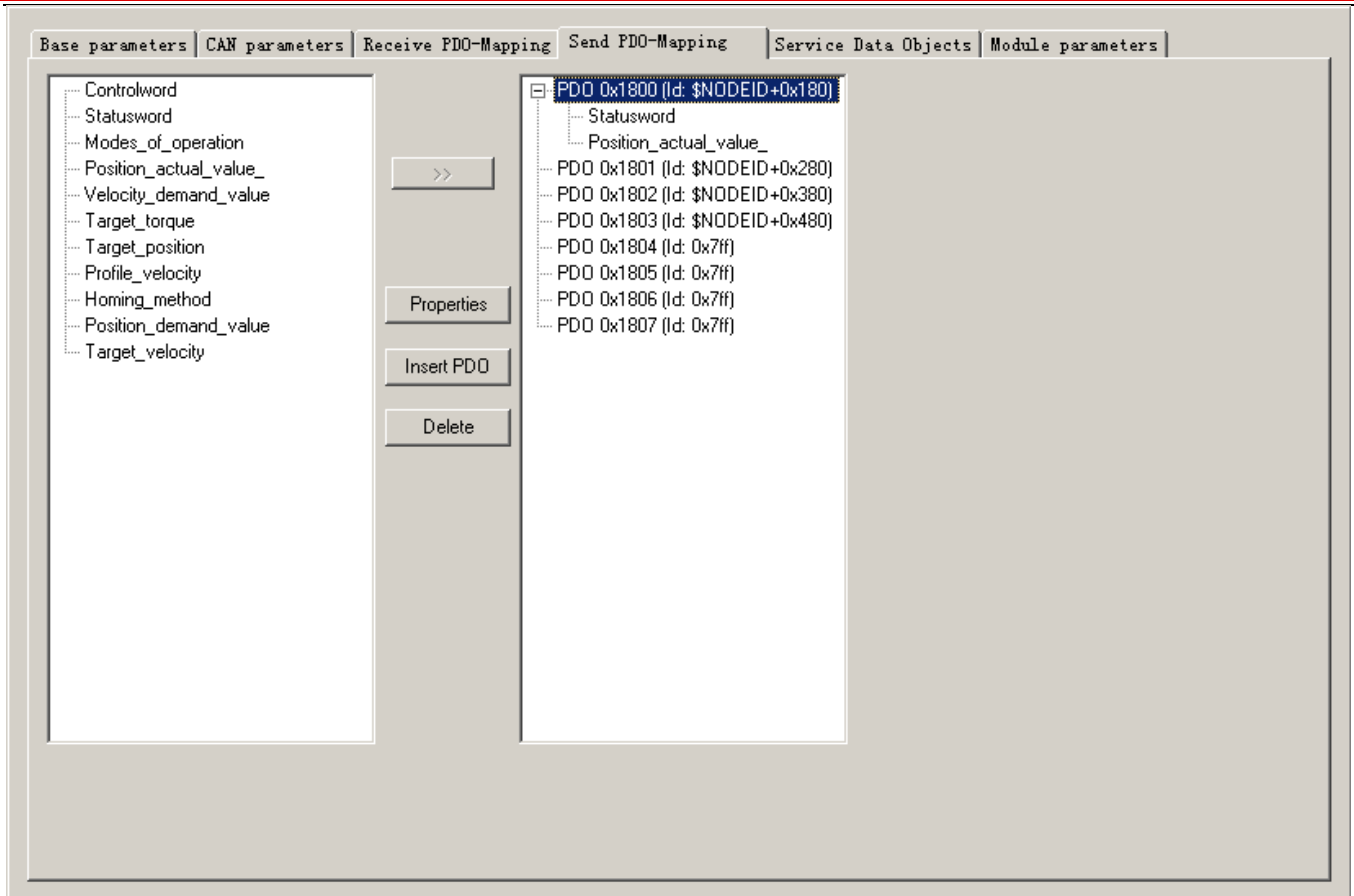 Base parameters CAN parameters Receive PDO-Mapping Send PDO-Mapping Service Data Objects Module parameters
Controlword
Statusword
Modes_of_operation
Position_actual_value_
Velocity_demand_value
Target_torque
Target_position
Profile_velocity
Homing_method
Position_demand_value
Target_velocity
>>
Properties
Insert PDO
Delete
PDO 0x1800 (Id: $NODEID+0x180)
Statusword
Position_actual_value_
PDO 0x1801 (Id: $NODEID+0x280)
PDO 0x1802 (Id: $NODEID+0x380)
PDO 0x1803 (Id: $NODEID+0x480)
PDO 0x1804 (Id: 0x7ff)
PDO 0x1805 (Id: 0x7ff)
PDO 0x1806 (Id: 0x7ff)
PDO 0x1807 (Id: 0x7ff)